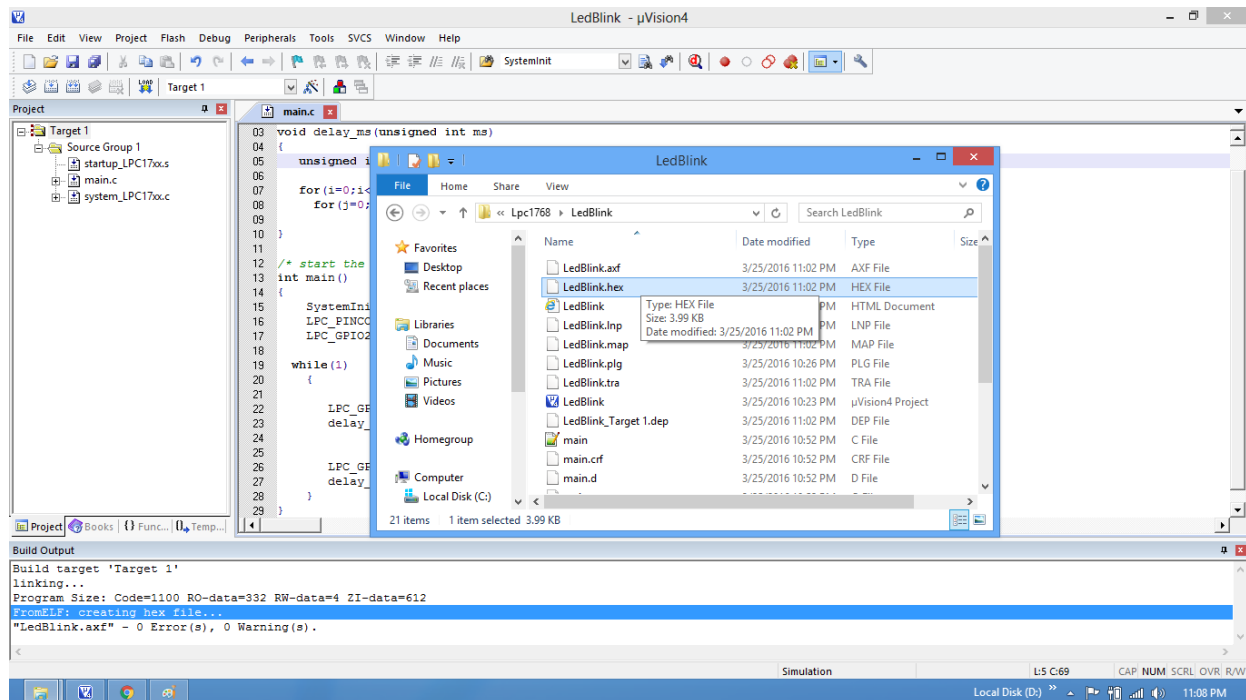 LedBlink - µVision4
File Edit View Project Flash Debug Peripherals Tools SVCS Window Help
SystemInit
LOAD Target 1
Project
main.c
Target 1
Source Group 1
startup_LPC17xx.s
main.c
system_LPC17xx.c
03 void delay_ms(unsigned int ms)
04 {
05 unsigned i
06
07 for(i=0;i<
08 for(j=0;
09
10 }
11
12 /* start the
13 int main()
14 {
15 SystemIni
16 LPC_PINCO
17 LPC_GPIO2
18
19 while(1)
20 {
21
22 LPC_GP
23 delay_
24
25
26 LPC_GP
27 delay_
28 }
29 }
LedBlink
File Home Share View
« Lpc1768 LedBlink
Search LedBlink
Favorites
Desktop
Recent places
Libraries
Documents
Music
Pictures
Videos
Homegroup
Computer
Local Disk (C:)
Name Date modified Type Size
LedBlink.axf 3/25/2016 11:02 PM AXF File
LedBlink.hex 3/25/2016 11:02 PM HEX File
LedBlink PM HTML Document
LedBlink.lnp PM LNP File
LedBlink.map 3/25/2016 11:02 PM MAP File
LedBlink.plg 3/25/2016 10:26 PM PLG File
LedBlink.tra 3/25/2016 11:02 PM TRA File
LedBlink 3/25/2016 10:23 PM µVision4 Project
LedBlink_Target 1.dep 3/25/2016 11:02 PM DEP File
main 3/25/2016 10:52 PM C File
main.crf 3/25/2016 10:52 PM CRF File
main.d 3/25/2016 10:52 PM D File
Type: HEX File
Size: 3.99 KB
Date modified: 3/25/2016 11:02 PM
21 items 1 item selected 3.99 KB
Project Books {} Func... Temp...
Build Output
Build target 'Target 1'
linking...
Program Size: Code=1100 RO-data=332 RW-data=4 ZI-data=612
FromELF: creating hex file...
"LedBlink.axf" - 0 Error(s), 0 Warning(s).
Simulation L:5 C:69 CAP NUM SCRL OVR R/W
Local Disk (D:) 11:08 PM